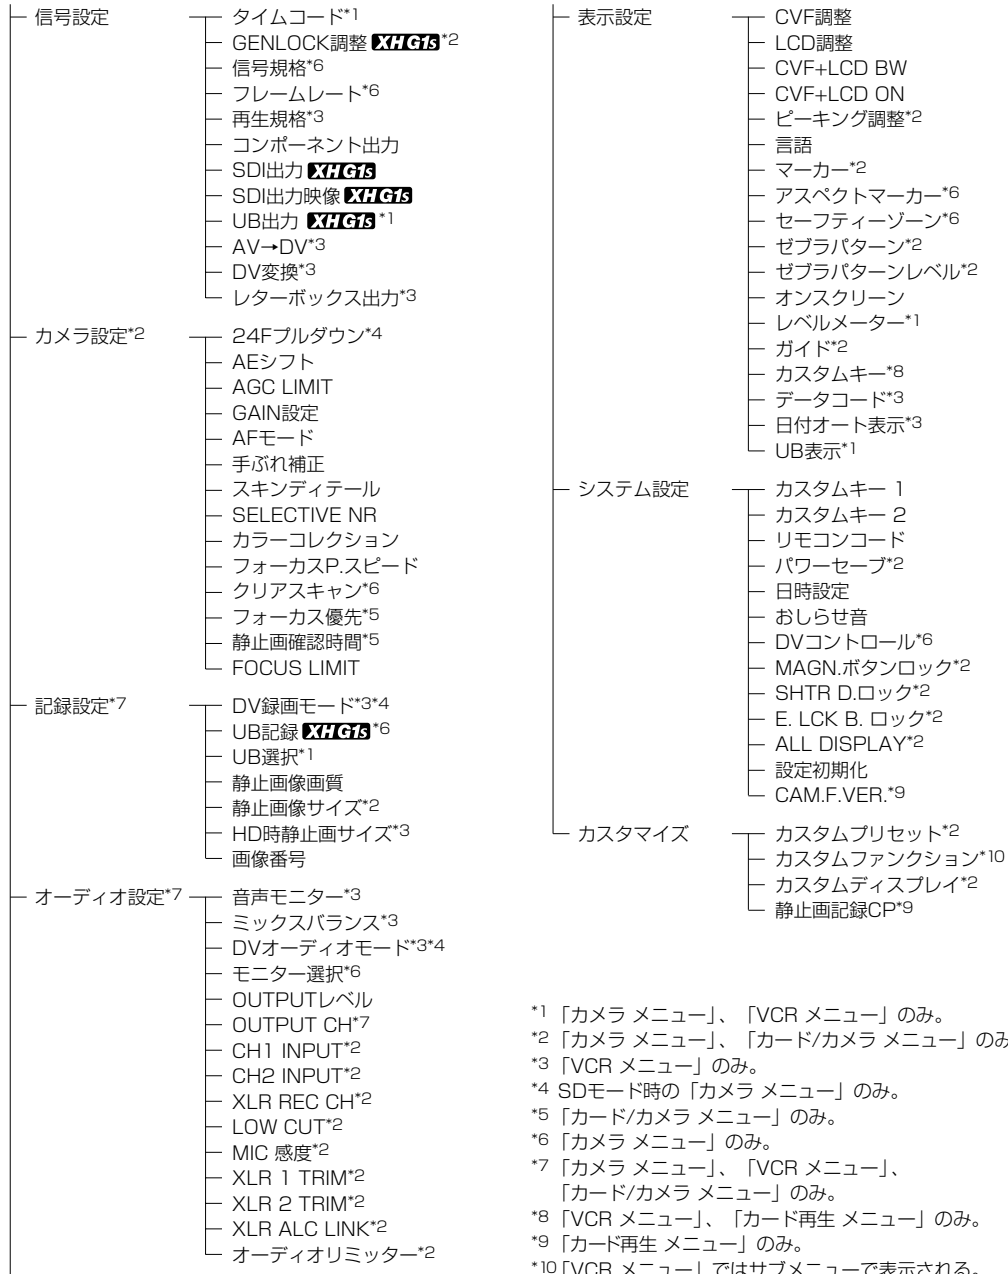 信号設定
タイムコード*1
GENLOCK調整 XH G1s *2
信号規格*6
フレームレート*6
再生規格*3
コンポーネント出力
SDI出力 XH G1s
SDI出力映像 XH G1s
UB出力 XH G1s *1
AV→DV*3
DV変換*3
レターボックス出力*3
カメラ設定*2
24Fプルダウン*4
AEシフト
AGC LIMIT
GAIN設定
AFモード
手ぶれ補正
スキンディテール
SELECTIVE NR
カラーコレクション
フォーカスP.スピード
クリアスキャン*6
フォーカス優先*5
静止画確認時間*5
FOCUS LIMIT
記録設定*7
DV録画モード*3*4
UB記録 XH G1s *6
UB選択*1
静止画像画質
静止画像サイズ*2
HD時静止画サイズ*3
画像番号
オーディオ設定*7
音声モニター*3
ミックスバランス*3
DVオーディオモード*3*4
モニター選択*6
OUTPUTレベル
OUTPUT CH*7
CH1 INPUT*2
CH2 INPUT*2
XLR REC CH*2
LOW CUT*2
MIC 感度*2
XLR 1 TRIM*2
XLR 2 TRIM*2
XLR ALC LINK*2
オーディオリミッター*2
表示設定
CVF調整
LCD調整
CVF+LCD BW
CVF+LCD ON
ピーキング調整*2
言語
マーカー*2
アスペクトマーカー*6
セーフティーゾーン*6
ゼブラパターン*2
ゼブラパターンレベル*2
オンスクリーン
レベルメーター*1
ガイド*2
カスタムキー*8
データコード*3
日付オート表示*3
UB表示*1
システム設定
カスタムキー 1
カスタムキー 2
リモコンコード
パワーセーブ*2
日時設定
おしらせ音
DVコントロール*6
MAGN.ボタンロック*2
SHTR D.ロック*2
E. LCK B. ロック*2
ALL DISPLAY*2
設定初期化
CAM.F.VER.*9
カスタマイズ
カスタムプリセット*2
カスタムファンクション*10
カスタムディスプレイ*2
静止画記録CP*9
*1「カメラ メニュー」、「VCR メニュー」のみ。
*2「カメラ メニュー」、「カード/カメラ メニュー」のみ
*3「VCR メニュー」のみ。
*4 SDモード時の「カメラ メニュー」のみ。
*5「カード/カメラ メニュー」のみ。
*6「カメラ メニュー」のみ。
*7「カメラ メニュー」、「VCR メニュー」、
「カード/カメラ メニュー」のみ。
*8「VCR メニュー」、「カード再生 メニュー」のみ。
*9「カード再生 メニュー」のみ。
*10「VCR メニュー」ではサブメニューで表示される。